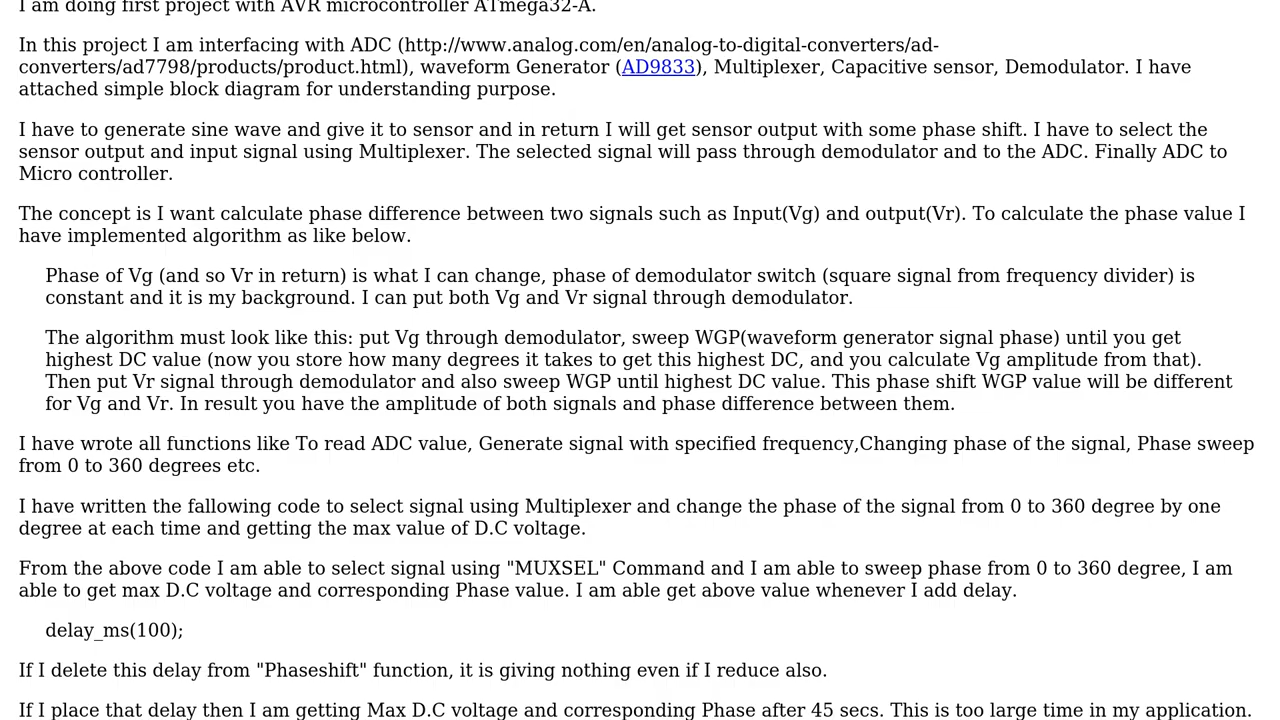 I am doing first project with AVR microcontroller ATmega32-A.
In this project I am interfacing with ADC (http://www.analog.com/en/analog-to-digital-converters/ad-
converters/ad7798/products/product.html), waveform Generator (AD9833), Multiplexer, Capacitive sensor, Demodulator. I have
attached simple block diagram for understanding purpose.
I have to generate sine wave and give it to sensor and in return I will get sensor output with some phase shift. I have to select the
sensor output and input signal using Multiplexer. The selected signal will pass through demodulator and to the ADC. Finally ADC to
Micro controller.
The concept is I want calculate phase difference between two signals such as Input(Vg) and output(Vr). To calculate the phase value I
have implemented algorithm as like below.
Phase of Vg (and so Vr in return) is what I can change, phase of demodulator switch (square signal from frequency divider) is
constant and it is my background. I can put both Vg and Vr signal through demodulator.
The algorithm must look like this: put Vg through demodulator, sweep WGP(waveform generator signal phase) until you get
highest DC value (now you store how many degrees it takes to get this highest DC, and you calculate Vg amplitude from that).
Then put Vr signal through demodulator and also sweep WGP until highest DC value. This phase shift WGP value will be different
for Vg and Vr. In result you have the amplitude of both signals and phase difference between them.
I have wrote all functions like To read ADC value, Generate signal with specified frequency,Changing phase of the signal, Phase sweep
from 0 to 360 degrees etc.
I have written the fallowing code to select signal using Multiplexer and change the phase of the signal from 0 to 360 degree by one
degree at each time and getting the max value of D.C voltage.
From the above code I am able to select signal using "MUXSEL" Command and I am able to sweep phase from 0 to 360 degree, I am
able to get max D.C voltage and corresponding Phase value. I am able get above value whenever I add delay.
delay_ms(100);
If I delete this delay from "Phaseshift" function, it is giving nothing even if I reduce also.
If I place that delay then I am getting Max D.C voltage and corresponding Phase after 45 secs. This is too large time in my application.